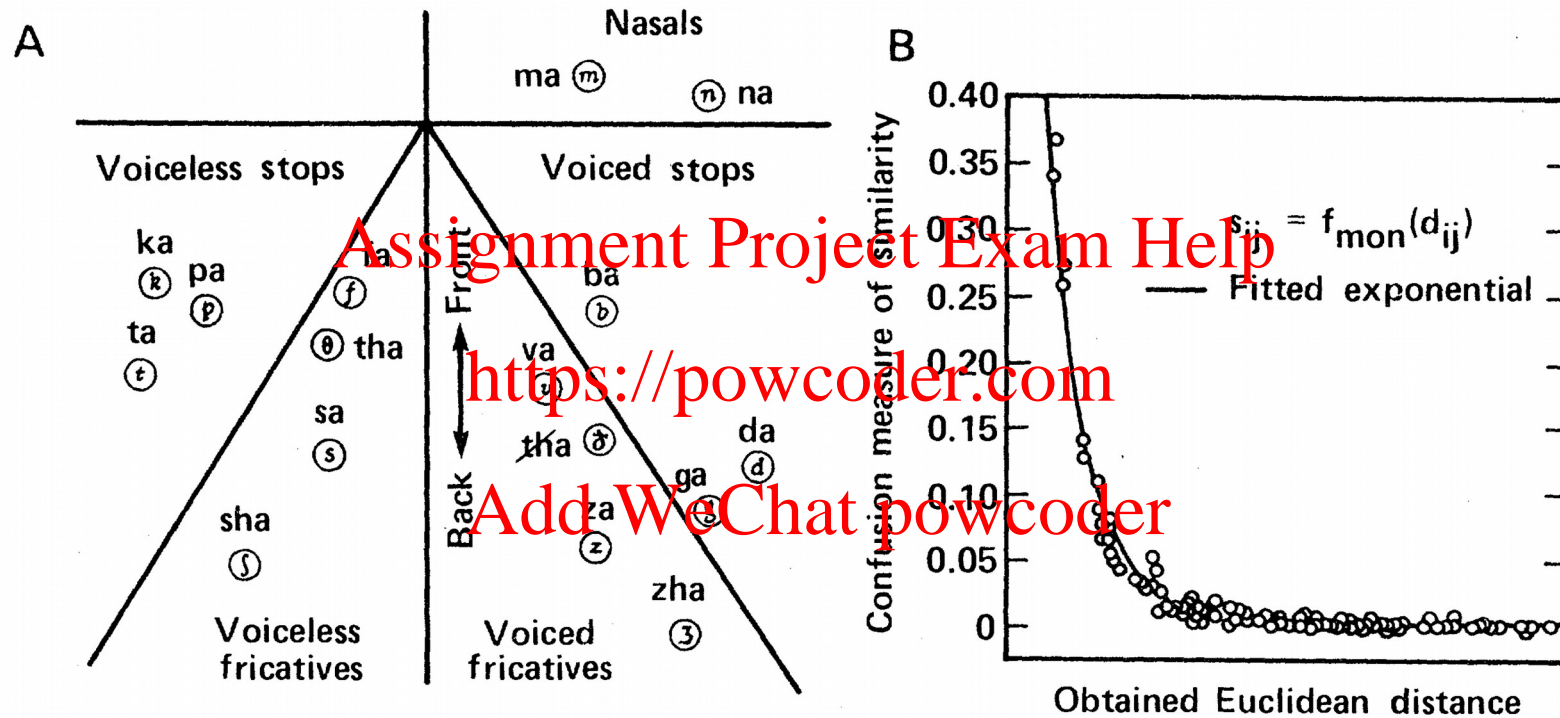 A
Nasals
ma m
n na
Voiceless stops
Voiced stops
ka
k
pa
p
ta
t
f
θ tha
sa
s
sha
ʃ
Voiceless
fricatives
Front
Back
ba
b
va
v
tha ð
da
d
ga
g
za
z
zha
ʒ
Voiced
fricatives
B
Confusion measure of similarity
0.40
0.35
0.30
0.25
0.20
0.15
0.10
0.05
0
sij = fmon(dij)
Fitted exponential
Obtained Euclidean distance
Assignment Project Exam Help
https://powcoder.com
Add WeChat powcoder